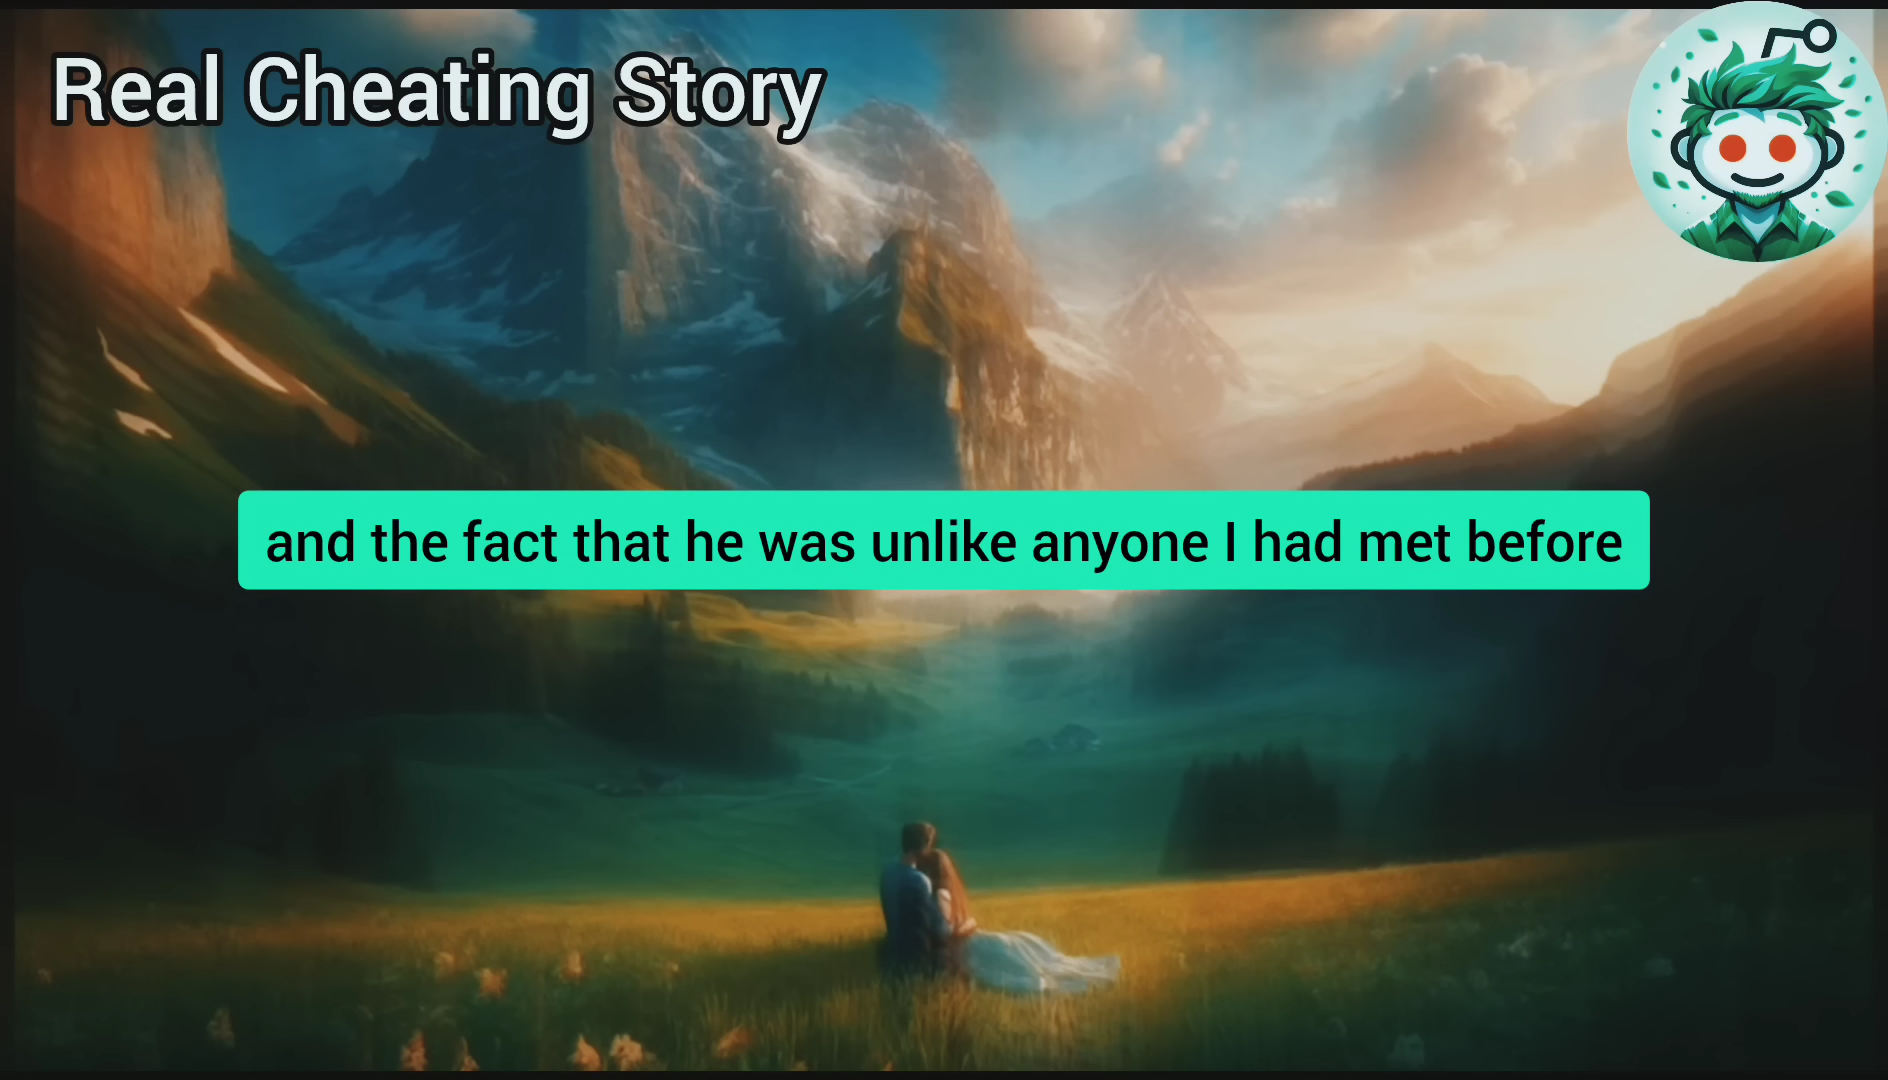 Real Cheating Story
and the fact that he was unlike anyone I had met before